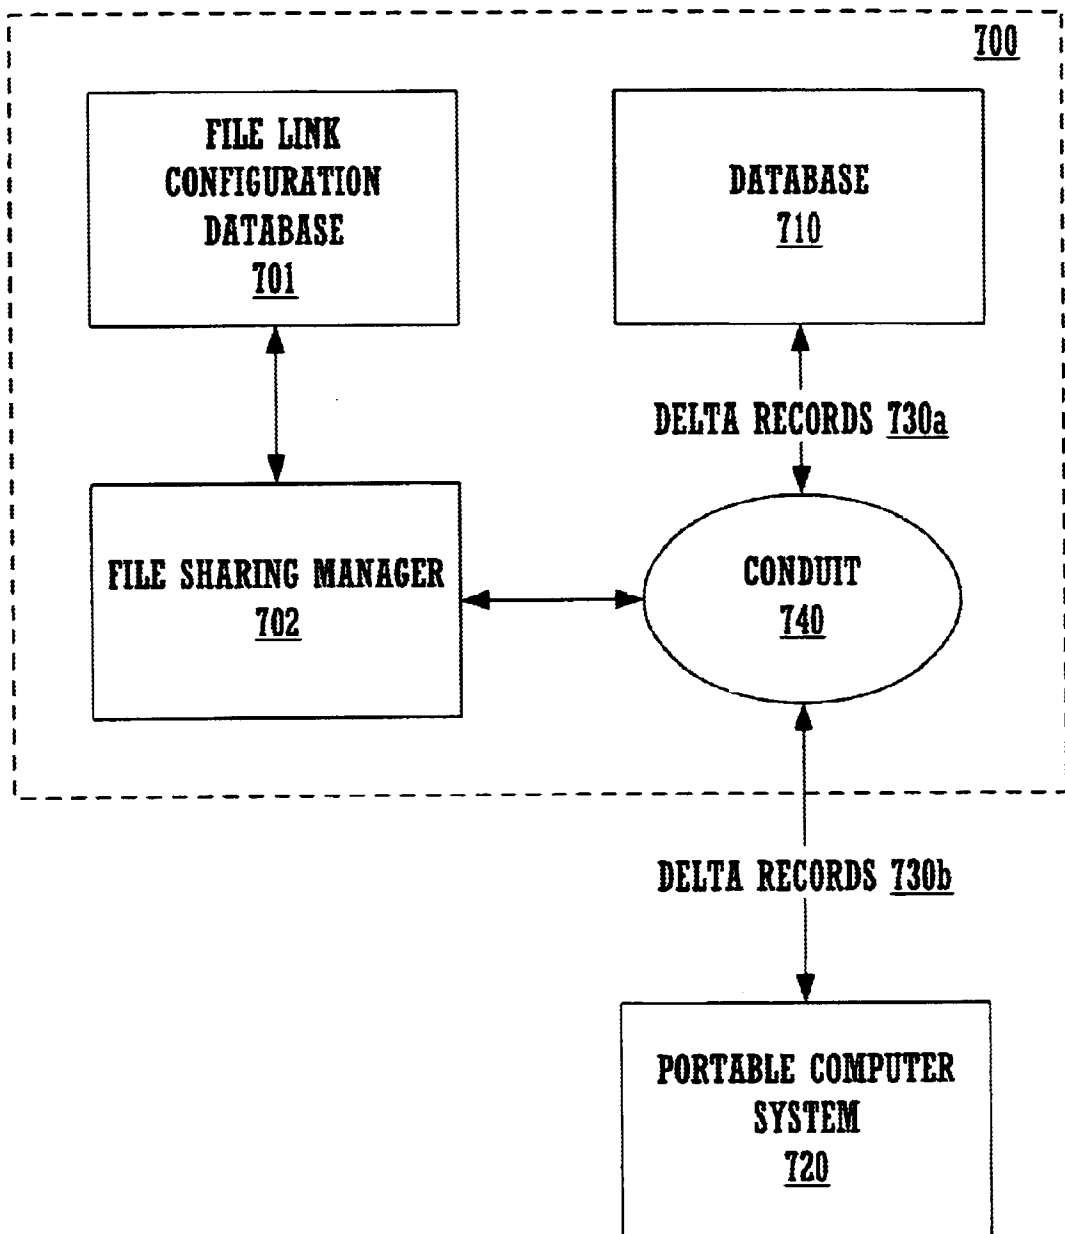 700
FILE LINK
CONFIGURATION
DATABASE
701
DATABASE
710
DELTA RECORDS 730a
FILE SHARING MANAGER
702
CONDUIT
740
DELTA RECORDS 730b
PORTABLE COMPUTER
SYSTEM
720